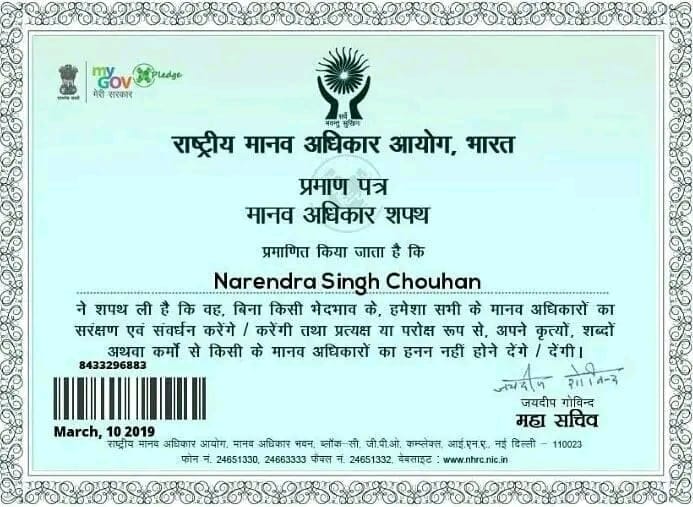 my
GOV
मेरी सरकार
Pledge
सत्यमेव जयते
सर्वे
भवन्तु सुखिनः
राष्ट्रीय मानव अधिकार आयोग, भारत
प्रमाण पत्र
मानव अधिकार शपथ
प्रमाणित किया जाता है कि
Narendra Singh Chouhan
ने शपथ ली है कि वह, बिना किसी भेदभाव के, हमेशा सभी के मानव अधिकारों का
सरंक्षण एवं संवर्धन करेंगे / करेंगी तथा प्रत्यक्ष या परोक्ष रूप से, अपने कृत्यों, शब्दों
अथवा कर्मो से किसी के मानव अधिकारों का हनन नहीं होने देंगे / देंगी।
8433296883
जयदीप गोविन्द
जयदीप गोविन्द
महा सचिव
March, 10 2019
राष्ट्रीय मानव अधिकार आयोग, मानव अधिकार भवन, ब्लॉक-सी, जी.पी.ओ. कम्प्लेक्स, आई.एन.ए., नई दिल्ली - 110023
फोन नं. 24651330, 24663333 फैक्स नं. 24651332, वेबसाइट : www.nhrc.nic.in